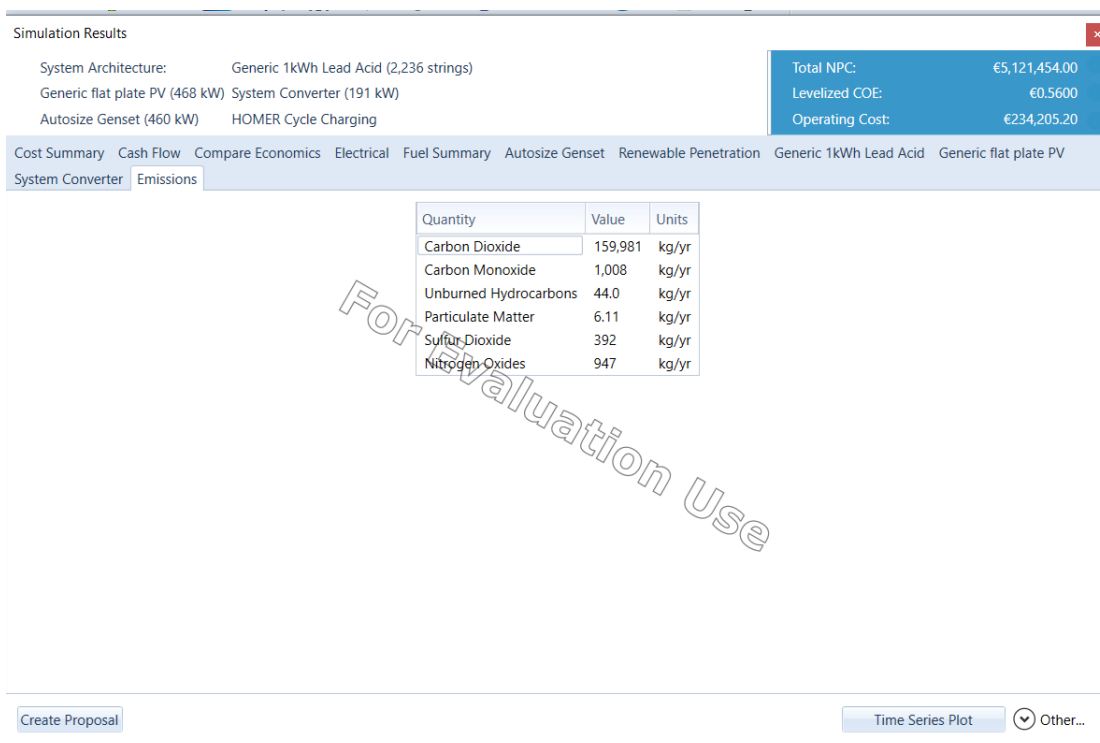 Simulation Results
System Architecture: Generic 1kWh Lead Acid (2,236 strings)
Generic flat plate PV (468 kW) System Converter (191 kW)
Autosize Genset (460 kW) HOMER Cycle Charging
Total NPC: €5,121,454.00
Levelized COE: €0.5600
Operating Cost: €234,205.20
Cost Summary Cash Flow Compare Economics Electrical Fuel Summary Autosize Genset Renewable Penetration Generic 1kWh Lead Acid Generic flat plate PV
System Converter Emissions
Quantity Value Units
Carbon Dioxide 159,981 kg/yr
Carbon Monoxide 1,008 kg/yr
Unburned Hydrocarbons 44.0 kg/yr
Particulate Matter 6.11 kg/yr
Sulfur Dioxide 392 kg/yr
Nitrogen Oxides 947 kg/yr
For Evaluation Use
Create Proposal Time Series Plot Other...